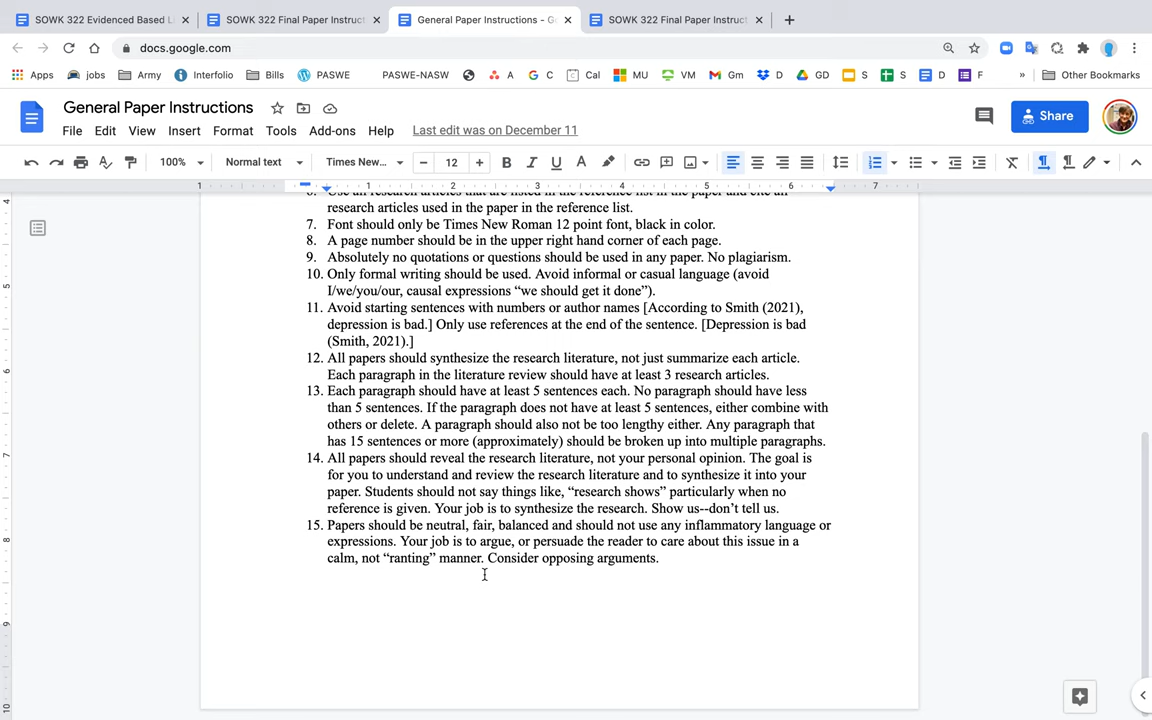 SOWK 322 Evidenced Based Li
SOWK 322 Final Paper Instruct
General Paper Instructions - Go
SOWK 322 Final Paper Instruct
docs.google.com
Apps jobs Army Interfolio Bills PASWE PASWE-NASW A C Cal MU VM Gm D GD S S D F » Other Bookmarks
General Paper Instructions
File Edit View Insert Format Tools Add-ons Help Last edit was on December 11
Share
100% Normal text Times New... 12 B I U A
1 1 2 3 4 5 6 7
research articles used in the paper in the reference list.
7. Font should only be Times New Roman 12 point font, black in color.
8. A page number should be in the upper right hand corner of each page.
9. Absolutely no quotations or questions should be used in any paper. No plagiarism.
10. Only formal writing should be used. Avoid informal or casual language (avoid
I/we/you/our, causal expressions “we should get it done”).
11. Avoid starting sentences with numbers or author names [According to Smith (2021),
depression is bad.] Only use references at the end of the sentence. [Depression is bad
(Smith, 2021).]
12. All papers should synthesize the research literature, not just summarize each article.
Each paragraph in the literature review should have at least 3 research articles.
13. Each paragraph should have at least 5 sentences each. No paragraph should have less
than 5 sentences. If the paragraph does not have at least 5 sentences, either combine with
others or delete. A paragraph should also not be too lengthy either. Any paragraph that
has 15 sentences or more (approximately) should be broken up into multiple paragraphs.
14. All papers should reveal the research literature, not your personal opinion. The goal is
for you to understand and review the research literature and to synthesize it into your
paper. Students should not say things like, “research shows” particularly when no
reference is given. Your job is to synthesize the research. Show us--don’t tell us.
15. Papers should be neutral, fair, balanced and should not use any inflammatory language or
expressions. Your job is to argue, or persuade the reader to care about this issue in a
calm, not “ranting” manner. Consider opposing arguments.